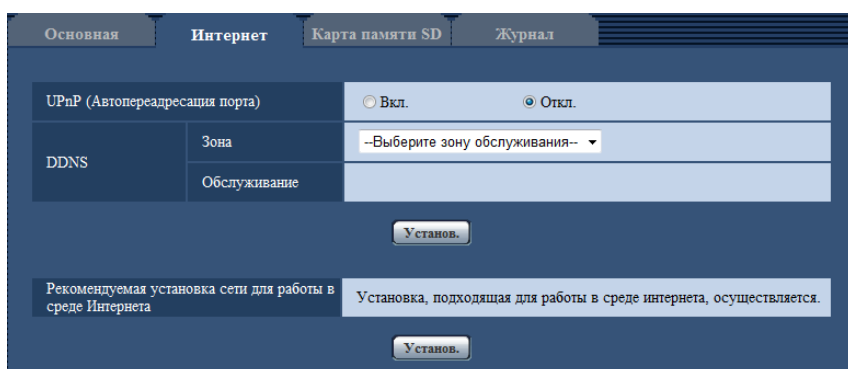 Основная Интернет Карта памяти SD Журнал
UPnP (Автопереадресация порта) Вкл. Откл.
DDNS Зона --Выберите зону обслуживания--
Обслуживание
Установ.
Рекомендуемая установка сети для работы в среде Интернета Установка, подходящая для работы в среде интернета, осуществляется.
Установ.